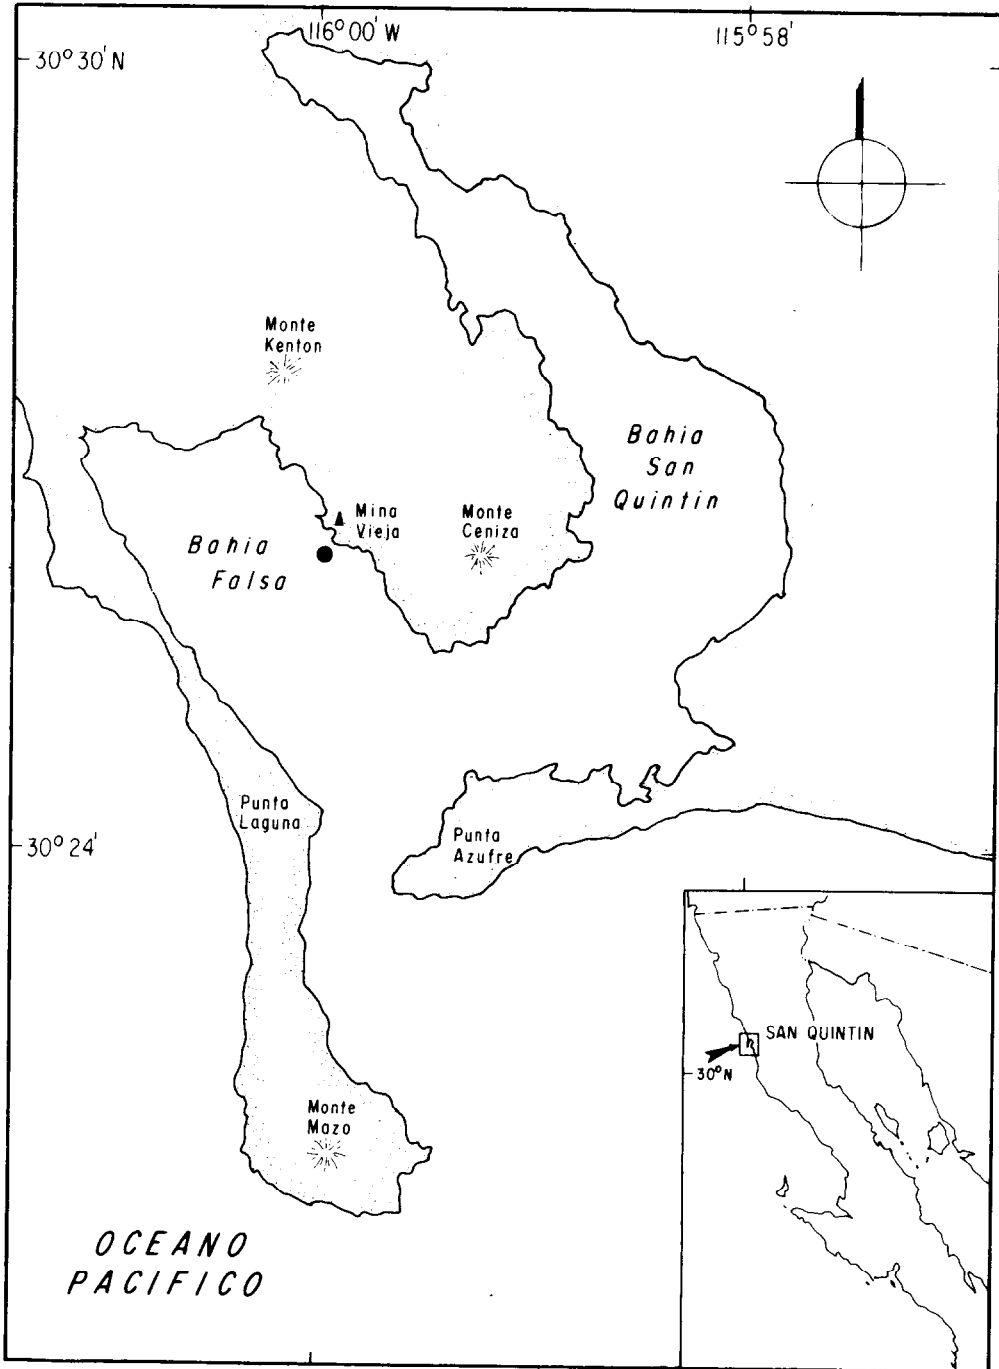 116°00' W
115°58'
30°30' N
Monte
Kenton
Bahia
San
Quintin
Mina
Vieja
Monte
Ceniza
Bahia
Falsa
Punta
Laguna
30°24'
Punta
Azufre
SAN QUINTIN
30°N
Monte
Mazo
OCEANO
PACIFICO